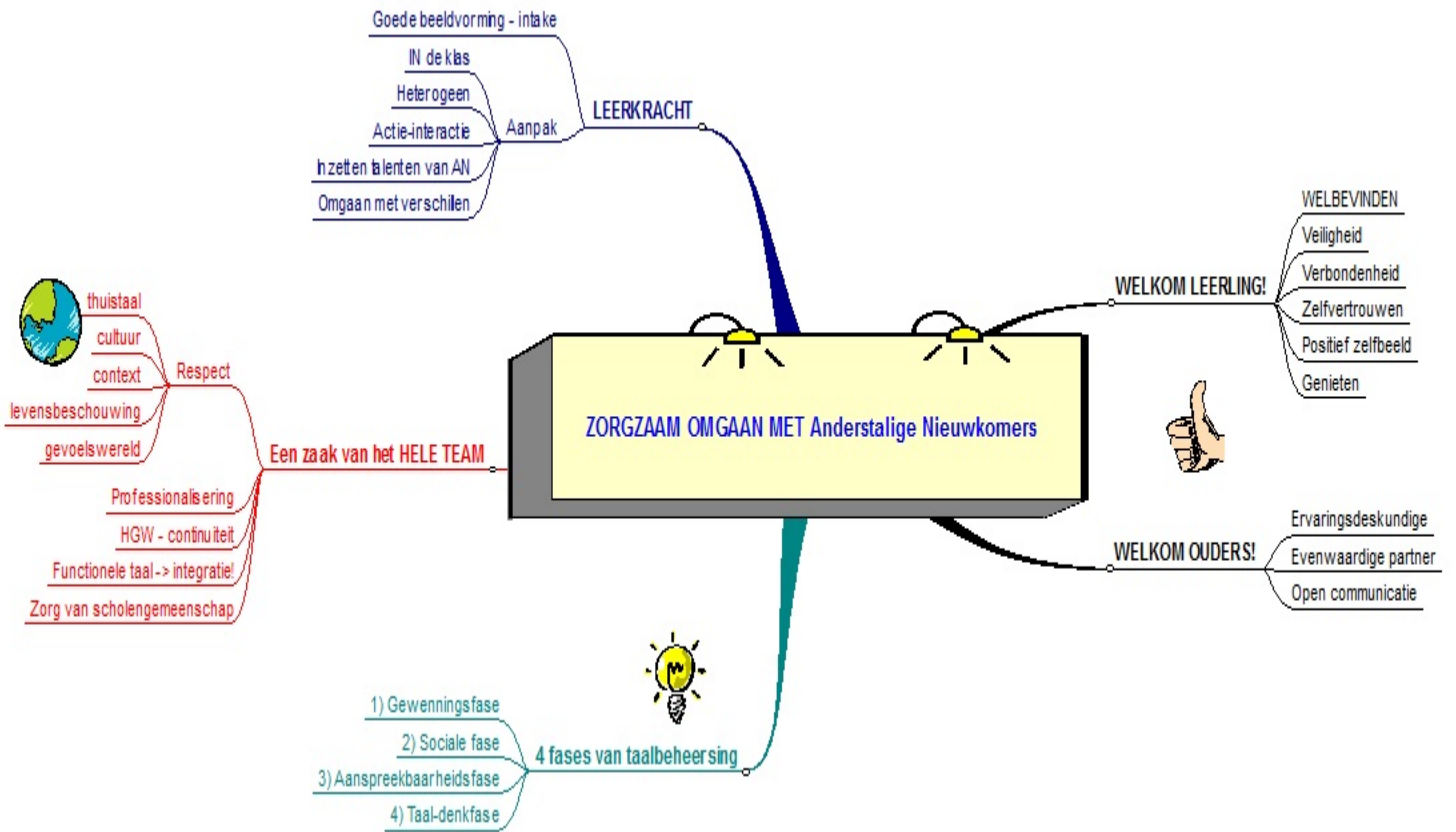 Goede beeldvorming - intake
IN de klas
Heterogeen
Actie-interactie
Inzetten talenten van AN
Omgaan met verschilen
Aanpak
LEERKRACHT
WELKOM LEERLING!
WELBEVINDEN
Veiligheid
Verbondenheid
Zelfvertrouwen
Positief zelfbeeld
Genieten
thuistaal
cultuur
context
levensbeschouwing
gevoelswereld
Respect
Een zaak van het HELE TEAM
Professionalisering
HGW - continuiteit
Functionele taal -> integratie!
Zorg van scholengemeenschap
ZORGZAAM OMGAAN MET Anderstalige Nieuwkomers
WELKOM OUDERS!
Ervaringsdeskundige
Evenwaardige partner
Open communicatie
1) Gewenningsfase
2) Sociale fase
3) Aanspreekbaarheidsfase
4) Taal-denkfase
4 fases van taalbeheersing